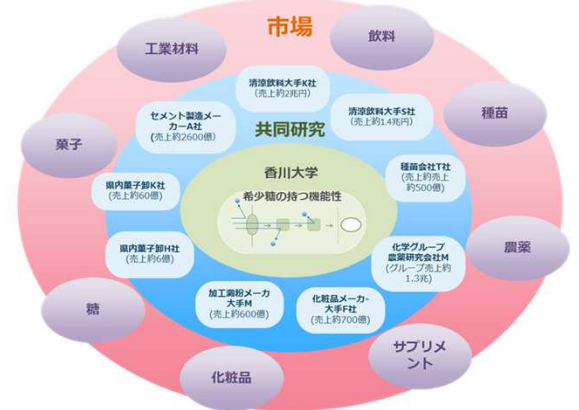 市場
工業材料
飲料
清涼飲料大手K社
(売上約2兆円)
セメント製造メー
カーA社
(売上約2600億)
清涼飲料大手S社
(売上約1.4兆円)
種苗
菓子
共同研究
香川大学
希少糖の持つ機能性
県内菓子卸K社
(売上約60億)
種苗会社T社
(売上約売上
約500億)
県内菓子卸H社
(売上約6億)
化学グループ
農薬研究会社M
(グループ売上約
1.3兆)
農薬
糖
加工澱粉メーカ
大手M
(売上約600億)
化粧品メーカ-
大手F社
(売上約700億)
化粧品
サプリメ
ント